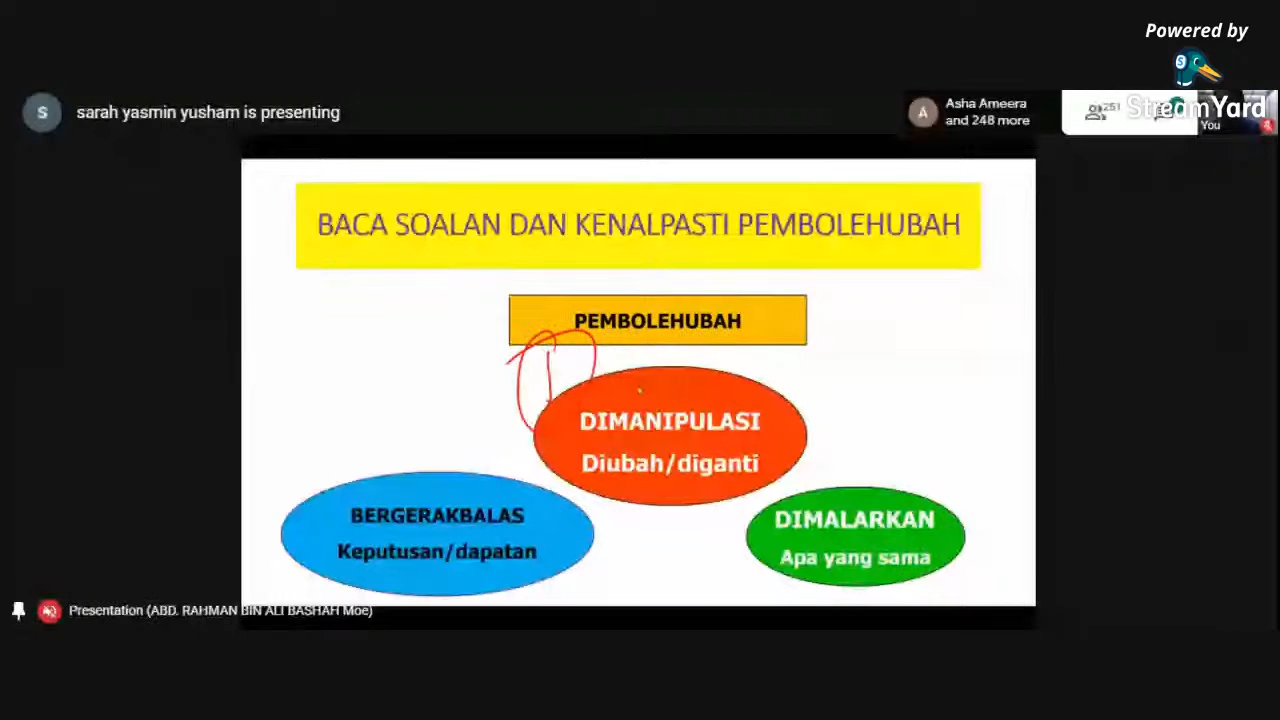 Powered by
StreamYard
S
sarah yasmin yusham is presenting
A
Asha Ameera
and 248 more
251
You
BACA SOALAN DAN KENALPASTI PEMBOLEHUBAH
PEMBOLEHUBAH
DIMANIPULASI
Diubah/diganti
BERGERAKBALAS
Keputusan/dapatan
DIMALARKAN
Apa yang sama
Presentation (ABD. RAHMAN BIN ALI BASHAH Moe)